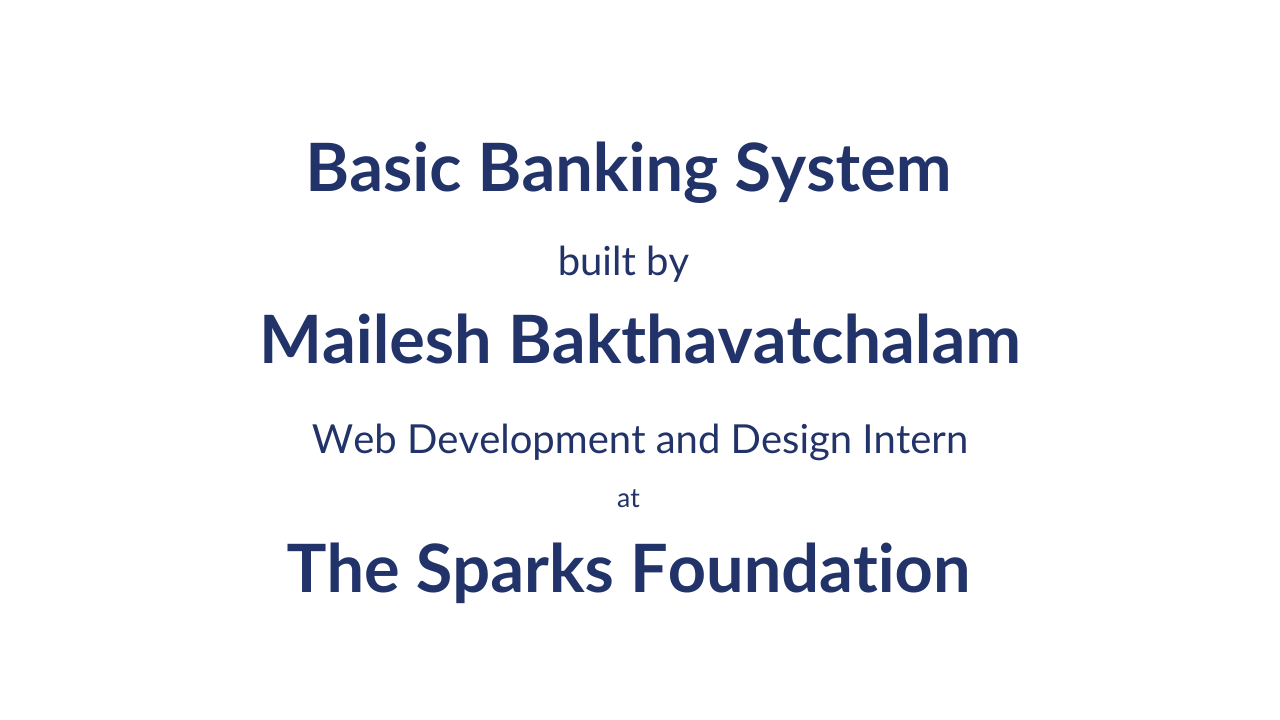 Basic Banking System
built by
Mailesh Bakthavatchalam
Web Development and Design Intern
at
The Sparks Foundation